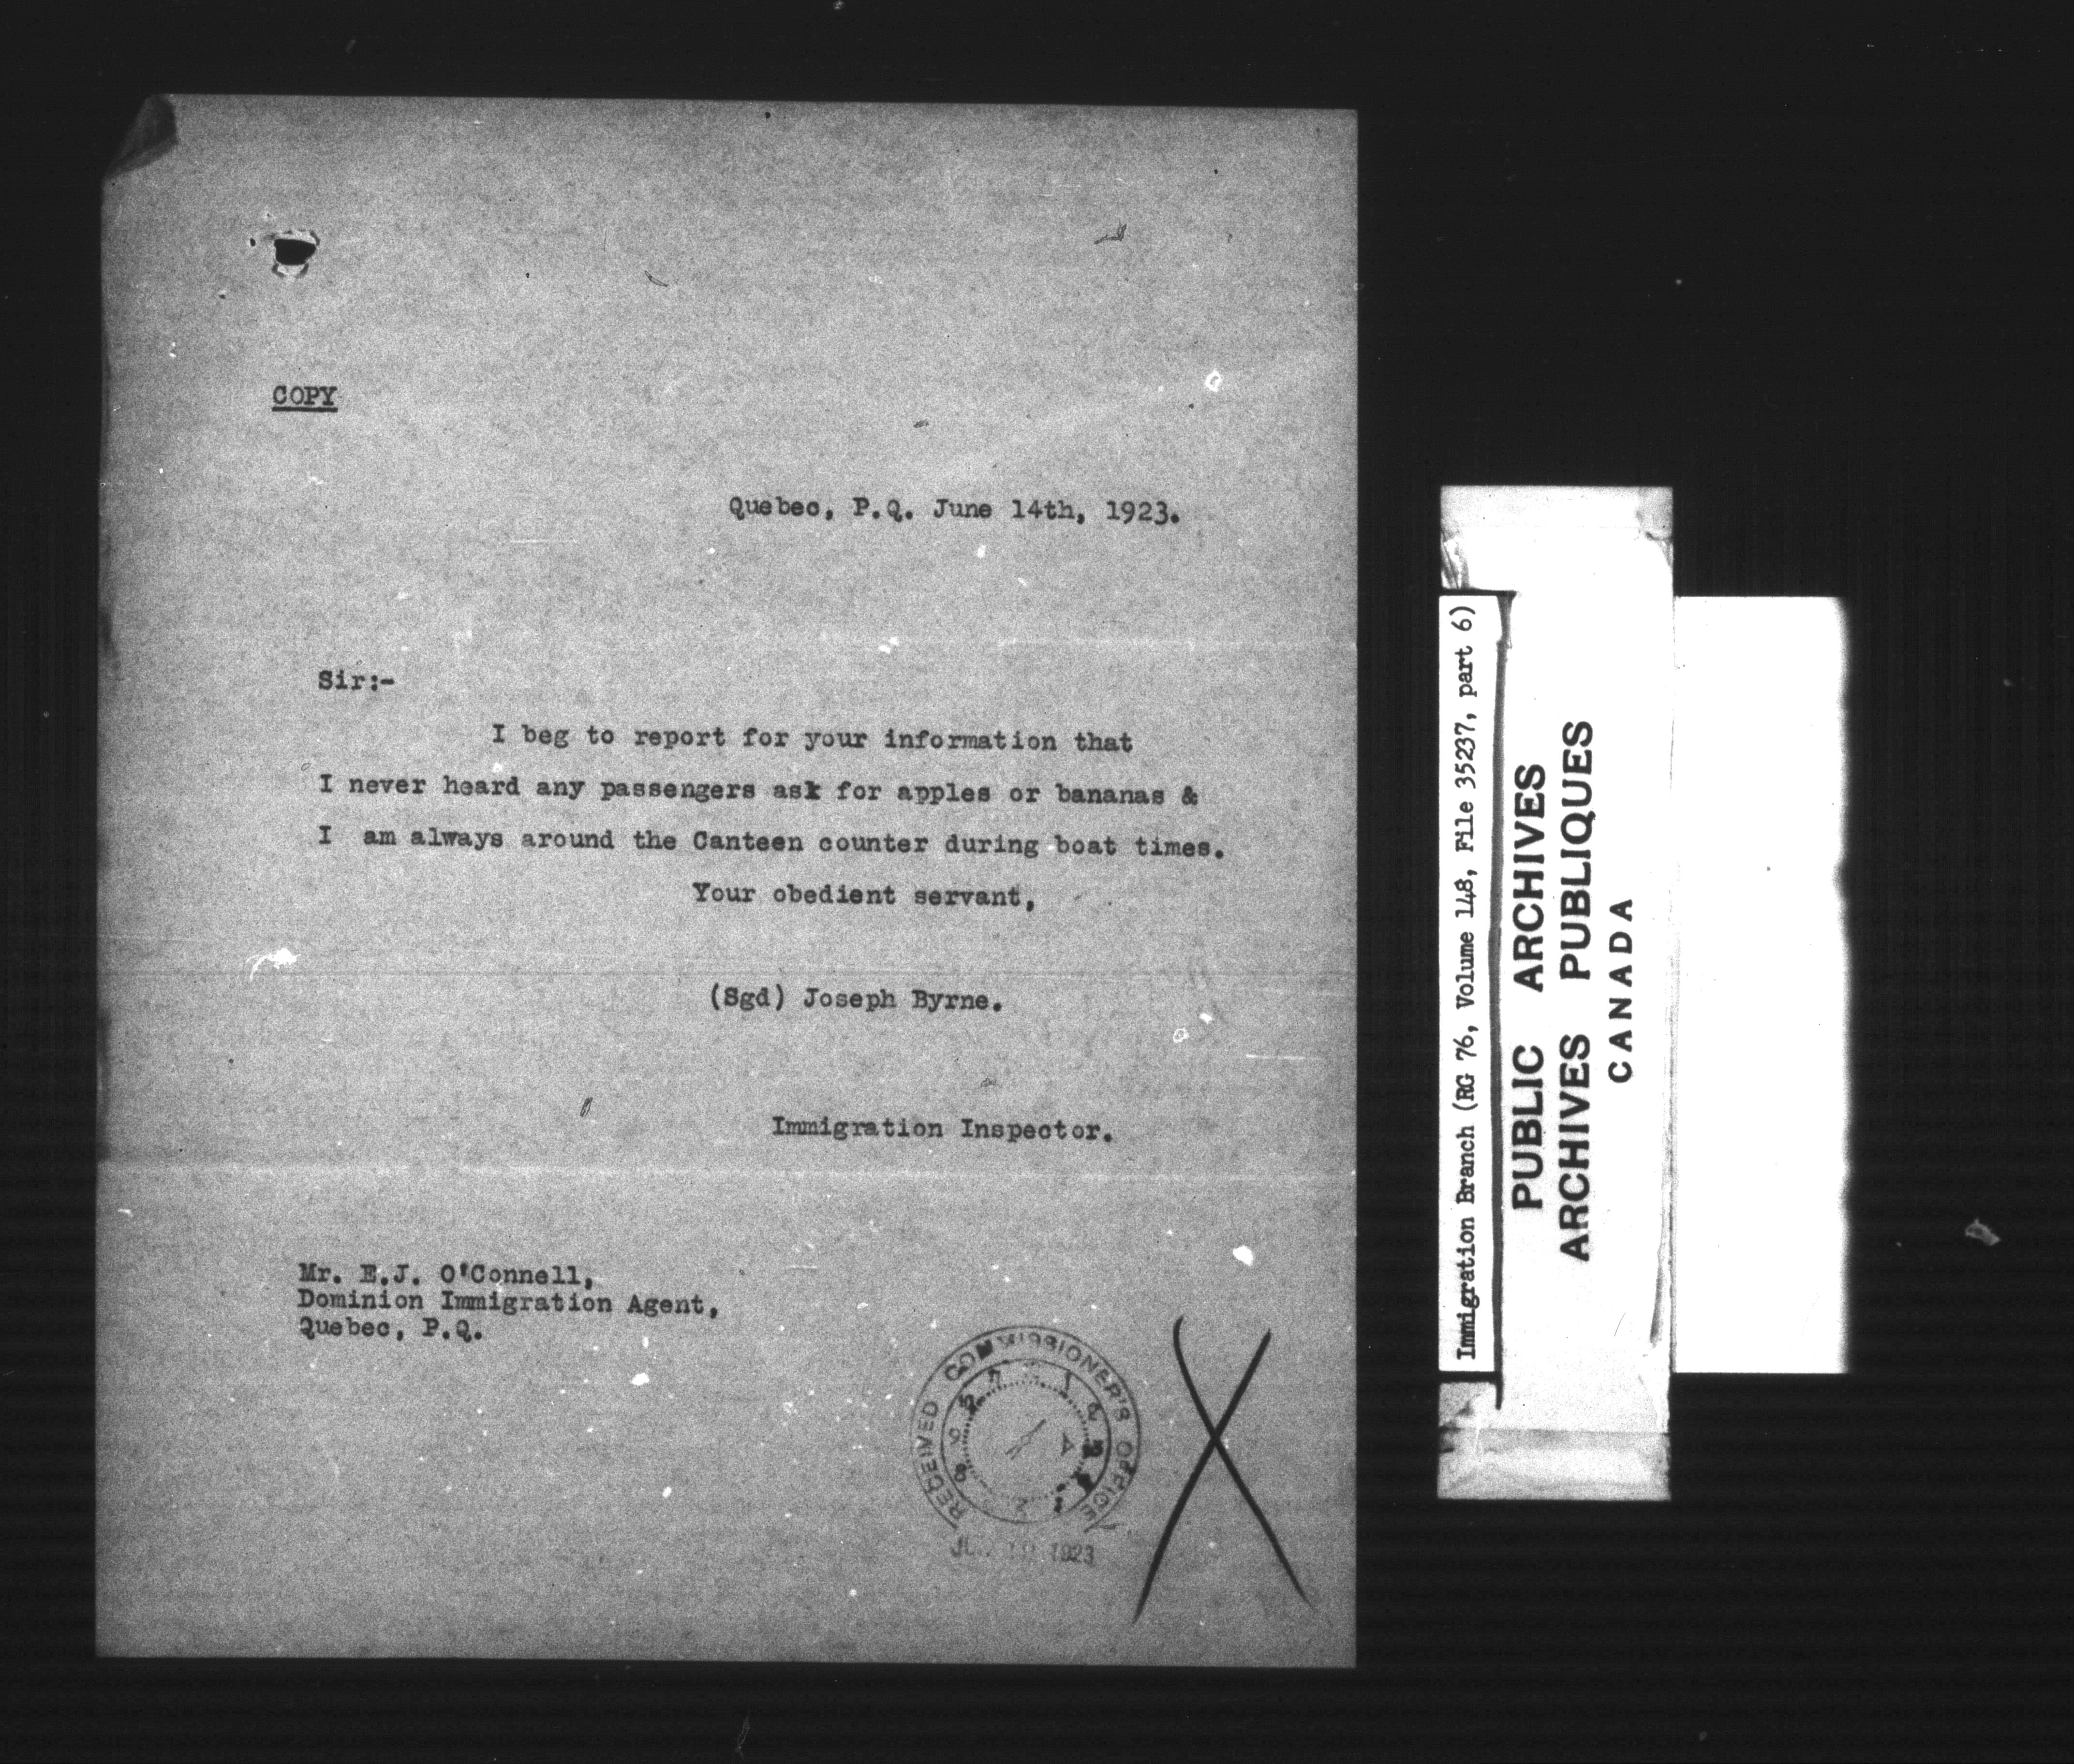 COPY
Quebec, P.Q. June 14th, 1923.
Sir:-
I beg to report for your information that
I never heard any passengers ask for apples or bananas &
I am always around the Canteen counter during boat times.
Your obedient servant,
(Sgd) Joseph Byrne.
Immigration Inspector.
Mr. E.J. O'Connell,
Dominion Immigration Agent,
Quebec, P.Q.
RECEIVED COMMISSIONER'S OFFICE
1923
Immigration Branch (RG 76, Volume 148, File 35237, part 6)
PUBLIC ARCHIVES
ARCHIVES PUBLIQUES
CANADA